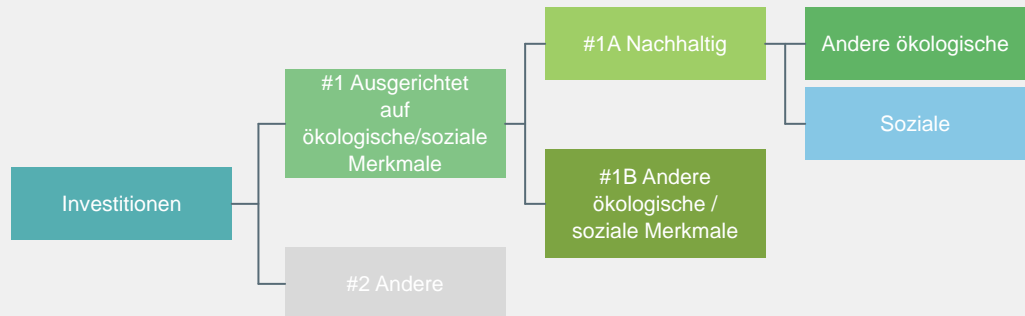 #1A Nachhaltig
Andere ökologische
#1 Ausgerichtet
auf
ökologische/soziale
Merkmale
Soziale
#1B Andere
ökologische /
soziale Merkmale
Investitionen
#2 Andere